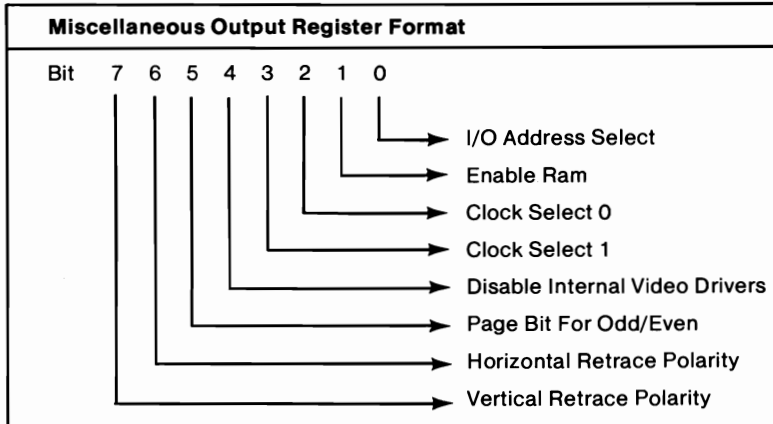 Miscellaneous Output Register Format
Bit 7 6 5 4 3 2 1 0
I/O Address Select
Enable Ram
Clock Select 0
Clock Select 1
Disable Internal Video Drivers
Page Bit For Odd/Even
Horizontal Retrace Polarity
Vertical Retrace Polarity